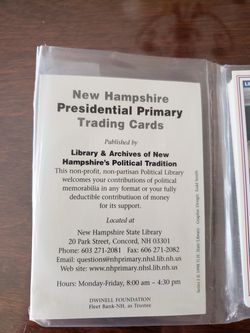 New Hampshire
Presidential Primary
Trading Cards
Published by
Library & Archives of New
Hampshire's Political Tradition
This non-profit, non-partisan Political Library
welcomes your contributions of political
memorabilia in any format or your fully
deductible contributiuon of money
for its support.
Located at
New Hampshire State Library
20 Park Street, Concord, NH 03301
Phone: 603 271-2081 Fax: 606 271-2082
Email: questions@nhprimary.nhsl.lib.nh.us
Web site: www.nhprimary.nhsl.lib.nh.us
Hours: Monday-Friday, 8:00 am – 4:30 pm
DWINELL FOUNDATION
Fleet Bank-NH, as Trustee